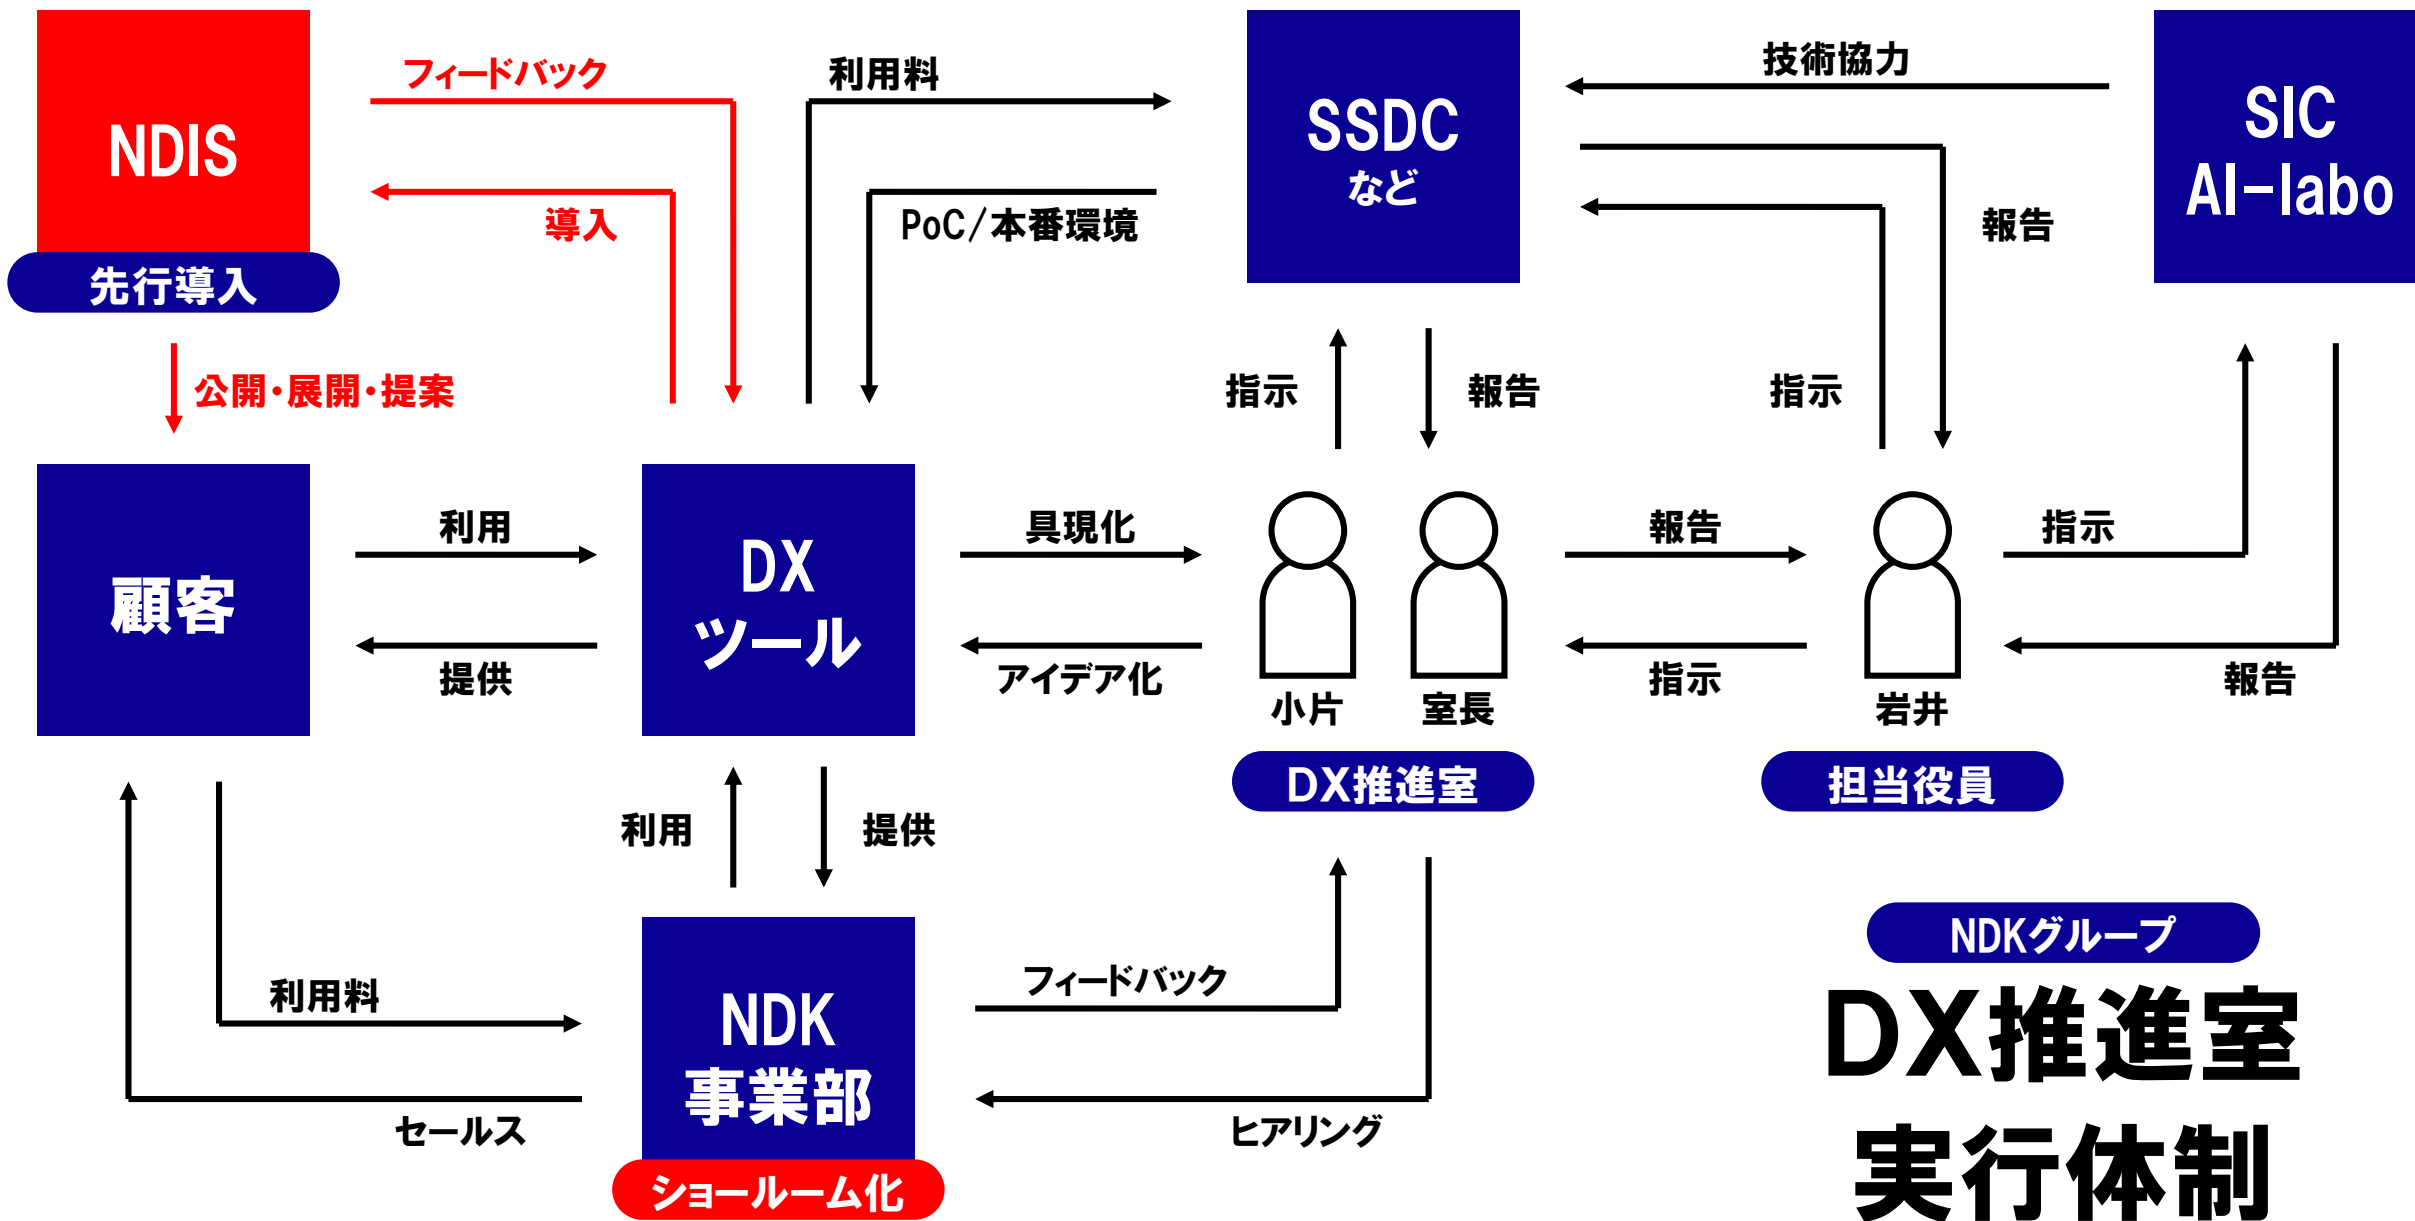 NDIS
先行導入
フィードバック
導入
公開・展開・提案
利用料
PoC/本番環境
SSDC
など
技術協力
報告
指示
SIC
AI-labo
指示
報告
顧客
利用
提供
DX
ツール
具現化
アイデア化
小片
室長
DX推進室
報告
指示
岩井
担当役員
指示
報告
利用
提供
利用料
セールス
NDK
事業部
ショールーム化
フィードバック
ヒアリング
NDKグループ
DX推進室
実行体制